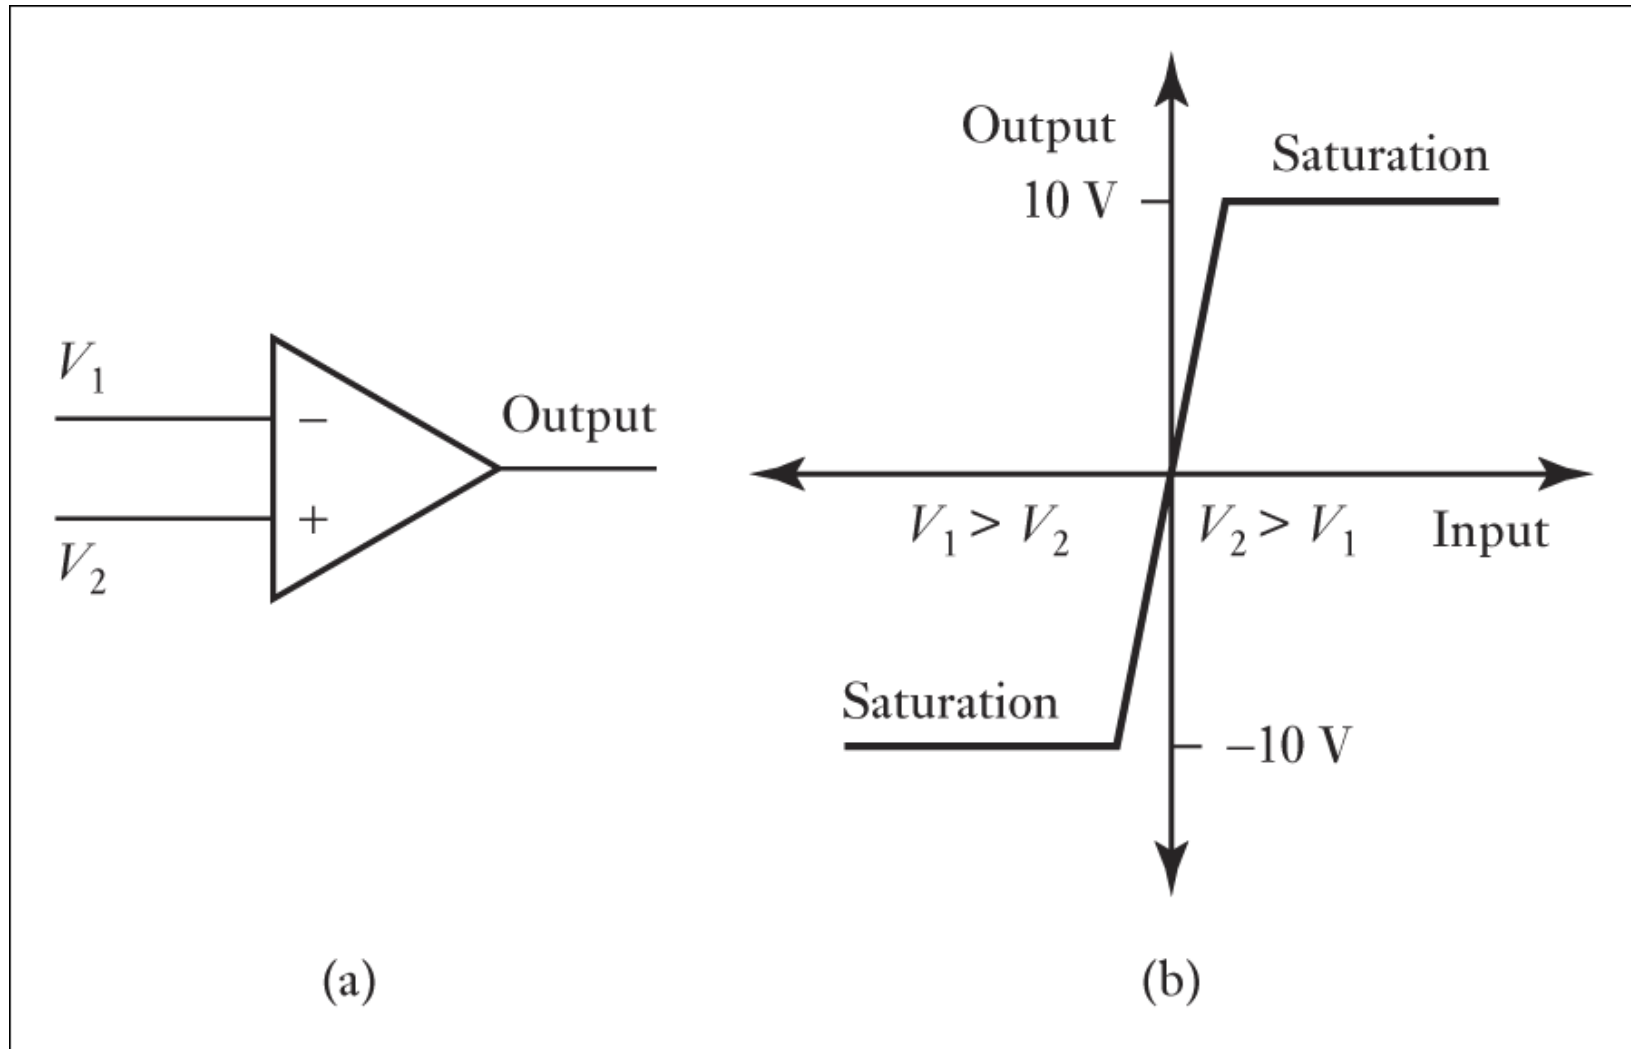 V1
−
+
V2
Output
(a)
Output
10 V
Saturation
V1 > V2
V2 > V1
Input
Saturation
−10 V
(b)